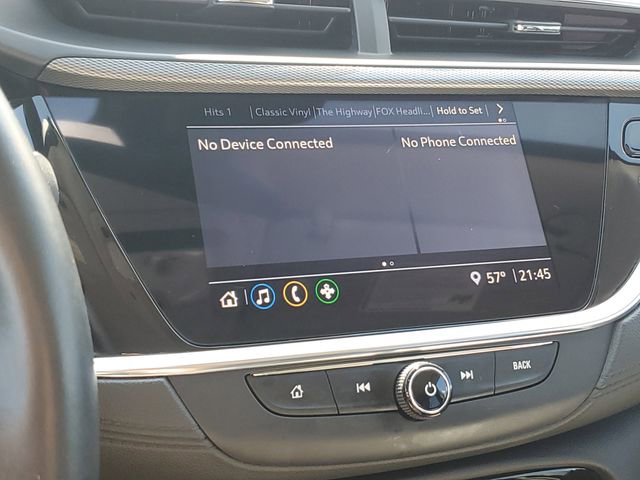 Hits 1 Classic Vinyl The Highway FOX Headli... Hold to Set
No Device Connected No Phone Connected
57° 21:45
BACK